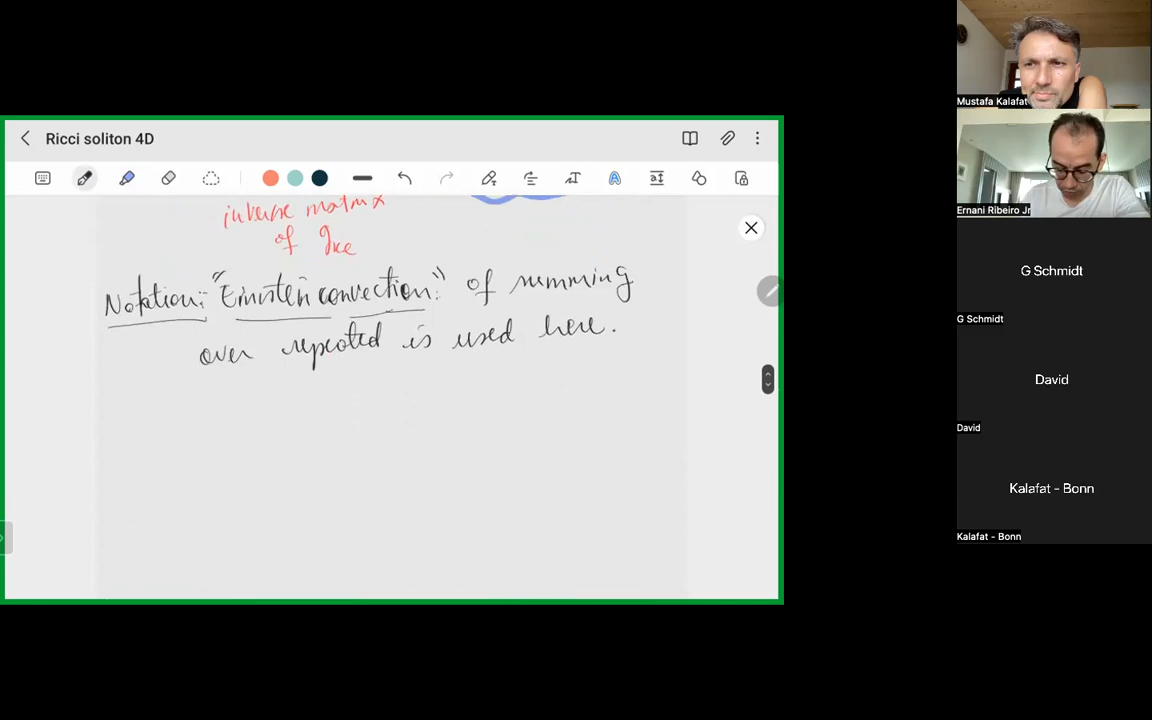 Ricci soliton 4D
inverse matrix
of gke
Notation: "Einstein convection:" of summing
over repeated is used here.
Mustafa Kalafat
Ernani Ribeiro Jr
G Schmidt
G Schmidt
David
David
Kalafat - Bonn
Kalafat - Bonn